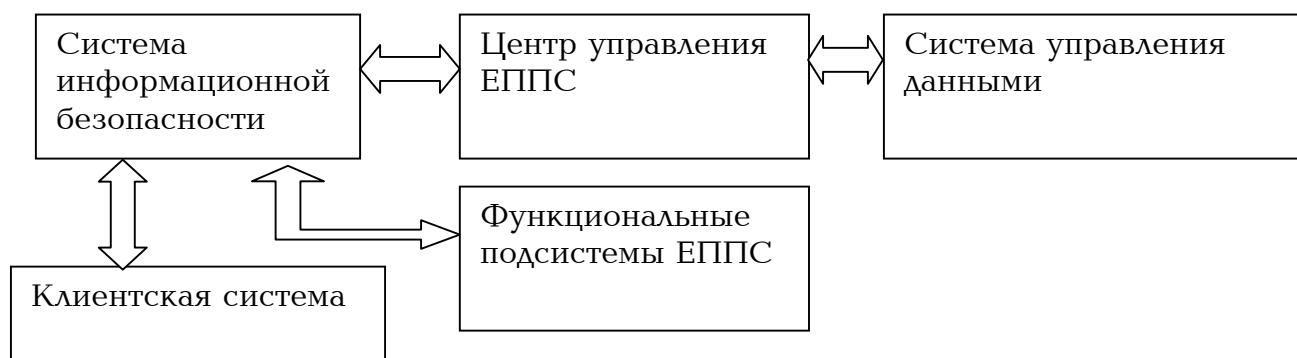 Система
информационной
безопасности
Центр управления
ЕППС
Система управления
данными
Функциональные
подсистемы ЕППС
Клиентская система